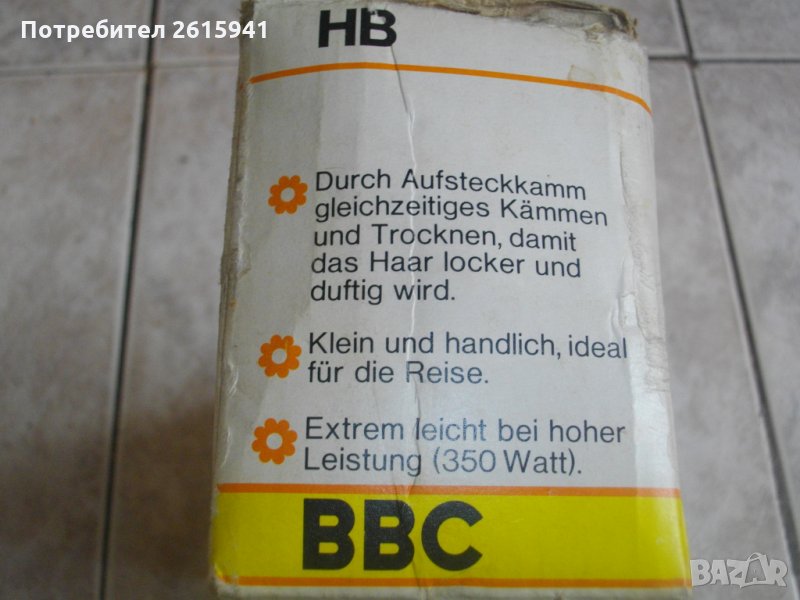 Потребител 2615941
HB
Durch Aufsteckkamm
gleichzeitiges Kämmen
und Trocknen, damit
das Haar locker und
duftig wird.
Klein und handlich, ideal
für die Reise.
Extrem leicht bei hoher
Leistung (350 Watt).
BBC
BAZAR